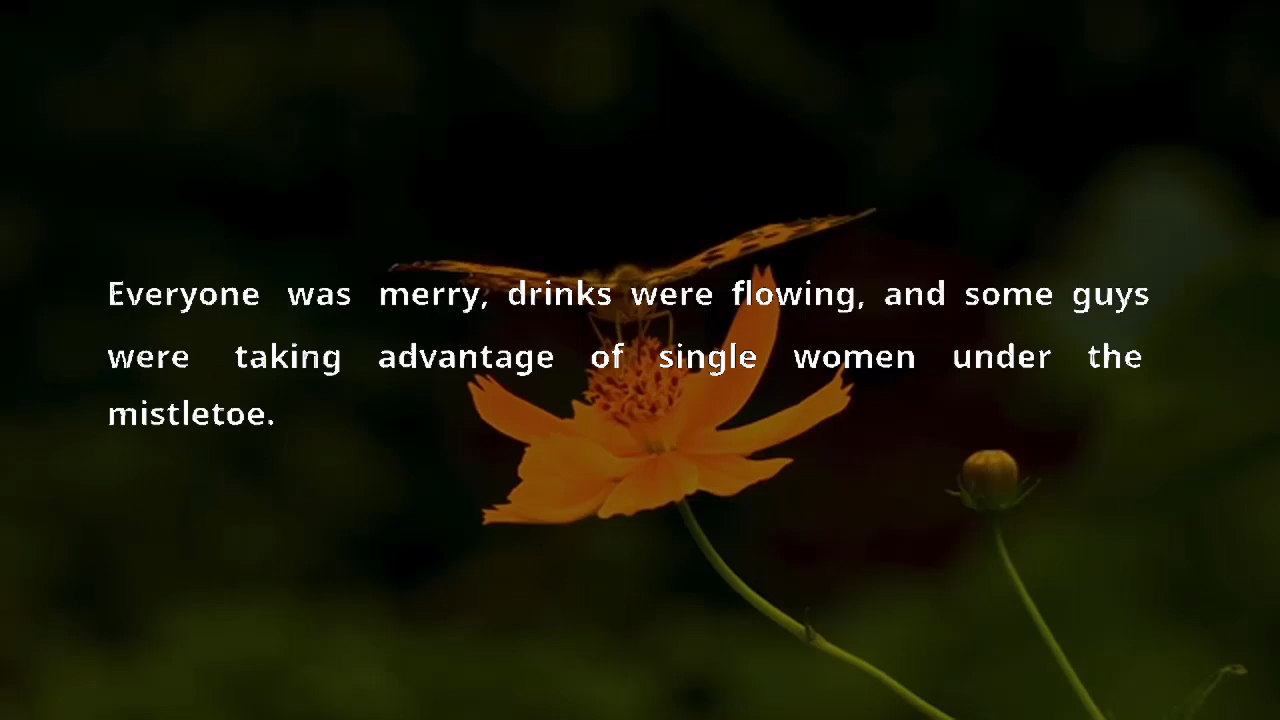 Everyone was merry, drinks were flowing, and some guys
were taking advantage of single women under the
mistletoe.